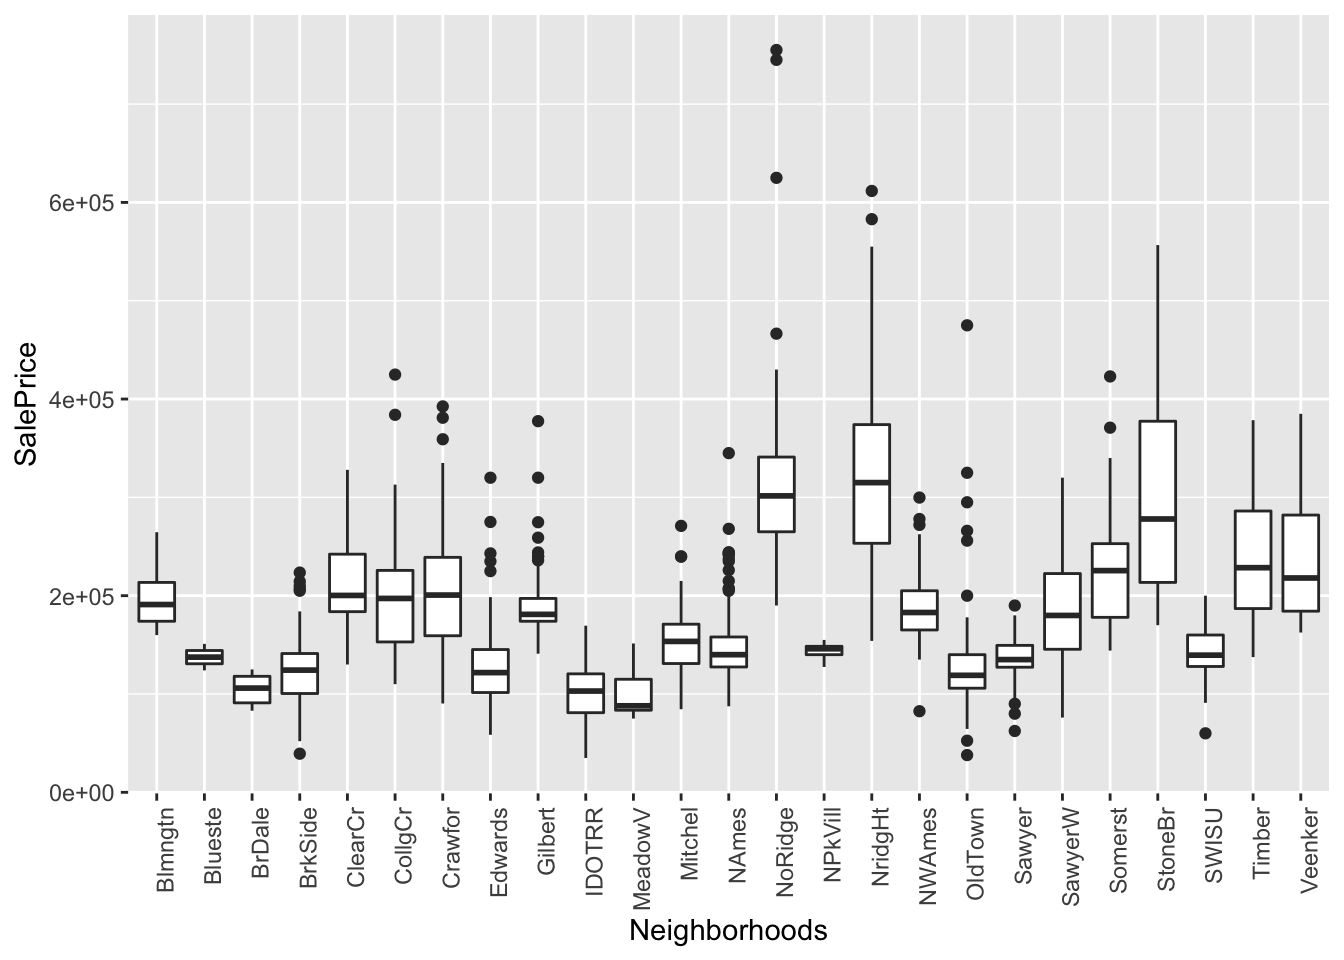 SalePrice
6e+05
4e+05
2e+05
0e+00
Blmngtn
Blueste
BrDale
BrkSide
ClearCr
CollgCr
Crawfor
Edwards
Gilbert
IDOTRR
MeadowV
Mitchel
NAmes
NoRidge
NPkVill
NridgHt
NWAmes
OldTown
Sawyer
SawyerW
Somerst
StoneBr
SWISU
Timber
Veenker
Neighborhoods